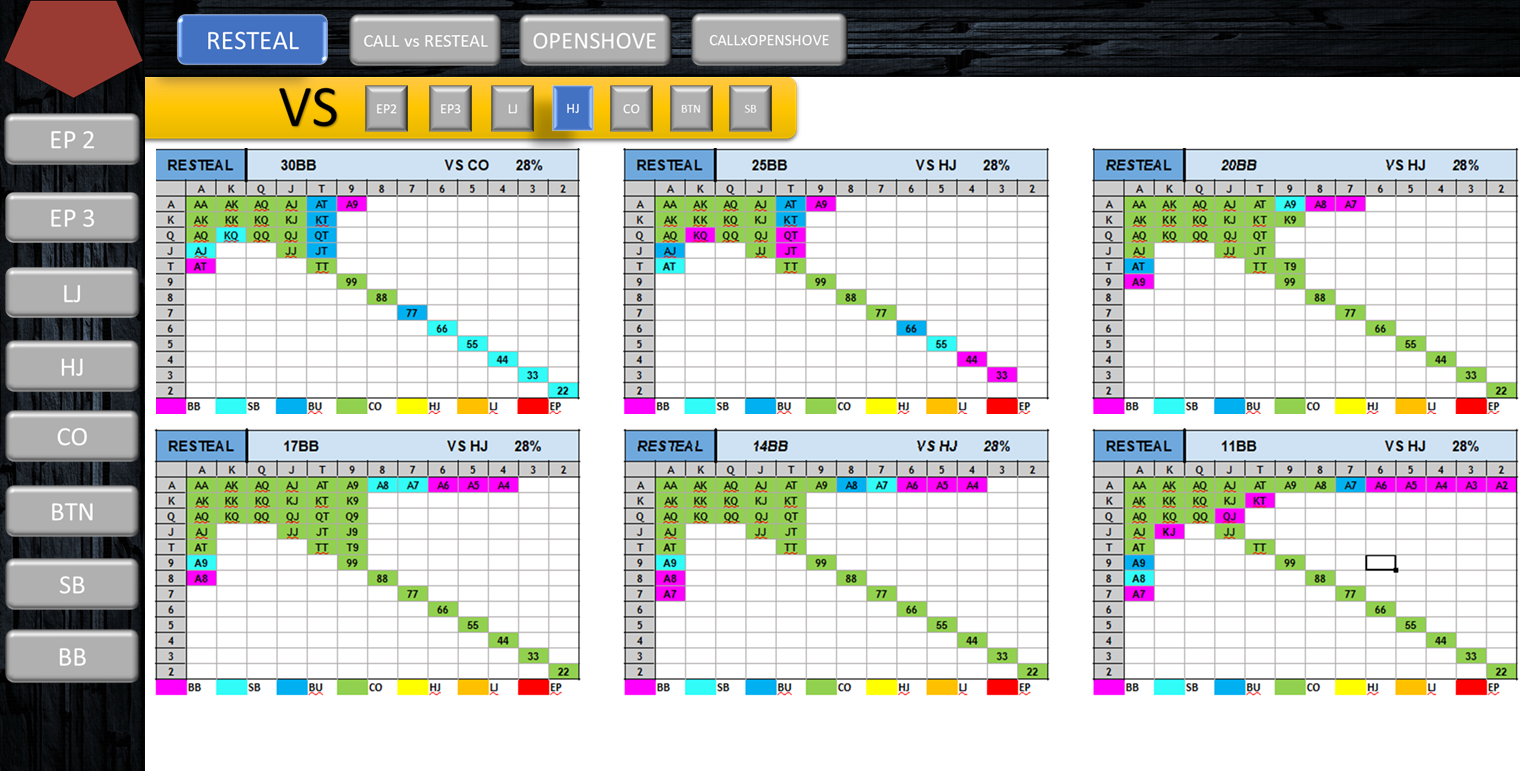 RESTEAL
CALL vs RESTEAL
OPENSHOVE
CALLxOPENSHOVE
VS EP2 EP3 LJ HJ CO BTN SB
EP 2
EP 3
LJ
HJ
CO
BTN
SB
BB
RESTEAL 30BB VS CO 28%
A K Q J T 9 8 7 6 5 4 3 2
A AA AK AQ AJ AT A9
K AK KK KQ KJ KT
Q AQ KQ QQ QJ QT
J AJ JJ JT
T AT TT
9 99
8 88
7 77
6 66
5 55
4 44
3 33
2 22
BB SB BU CO HJ LJ EP
RESTEAL 25BB VS HJ 28%
A K Q J T 9 8 7 6 5 4 3 2
A AA AK AQ AJ AT A9
K AK KK KQ KJ KT
Q AQ KQ QQ QJ QT
J AJ JJ JT
T AT TT
9 99
8 88
7 77
6 66
5 55
4 44
3 33
2
BB SB BU CO HJ LJ EP
RESTEAL 20BB VS HJ 28%
A K Q J T 9 8 7 6 5 4 3 2
A AA AK AQ AJ AT A9 A8 A7
K AK KK KQ KJ KT K9
Q AQ KQ QQ QJ QT
J AJ JJ JT
T AT TT T9
9 A9 99
8 88
7 77
6 66
5 55
4 44
3 33
2 22
BB SB BU CO HJ LJ EP
RESTEAL 17BB VS HJ 28%
A K Q J T 9 8 7 6 5 4 3 2
A AA AK AQ AJ AT A9 A8 A7 A6 A5 A4
K AK KK KQ KJ KT K9
Q AQ KQ QQ QJ QT Q9
J AJ JJ JT J9
T AT TT T9
9 A9 99
8 A8 88
7 77
6 66
5 55
4 44
3 33
2 22
BB SB BU CO HJ LJ EP
RESTEAL 14BB VS HJ 28%
A K Q J T 9 8 7 6 5 4 3 2
A AA AK AQ AJ AT A9 A8 A7 A6 A5 A4
K AK KK KQ KJ KT
Q AQ KQ QQ QJ QT
J AJ JJ JT
T AT TT
9 A9 99
8 A8 88
7 A7 77
6 66
5 55
4 44
3 33
2 22
BB SB BU CO HJ LJ EP
RESTEAL 11BB VS HJ 28%
A K Q J T 9 8 7 6 5 4 3 2
A AA AK AQ AJ AT A9 A8 A7 A6 A5 A4 A3 A2
K AK KK KQ KJ KT
Q AQ KQ QQ QJ
J AJ KJ JJ
T AT TT
9 A9 99
8 A8 88
7 A7 77
6 66
5 55
4 44
3 33
2 22
BB SB BU CO HJ LJ EP